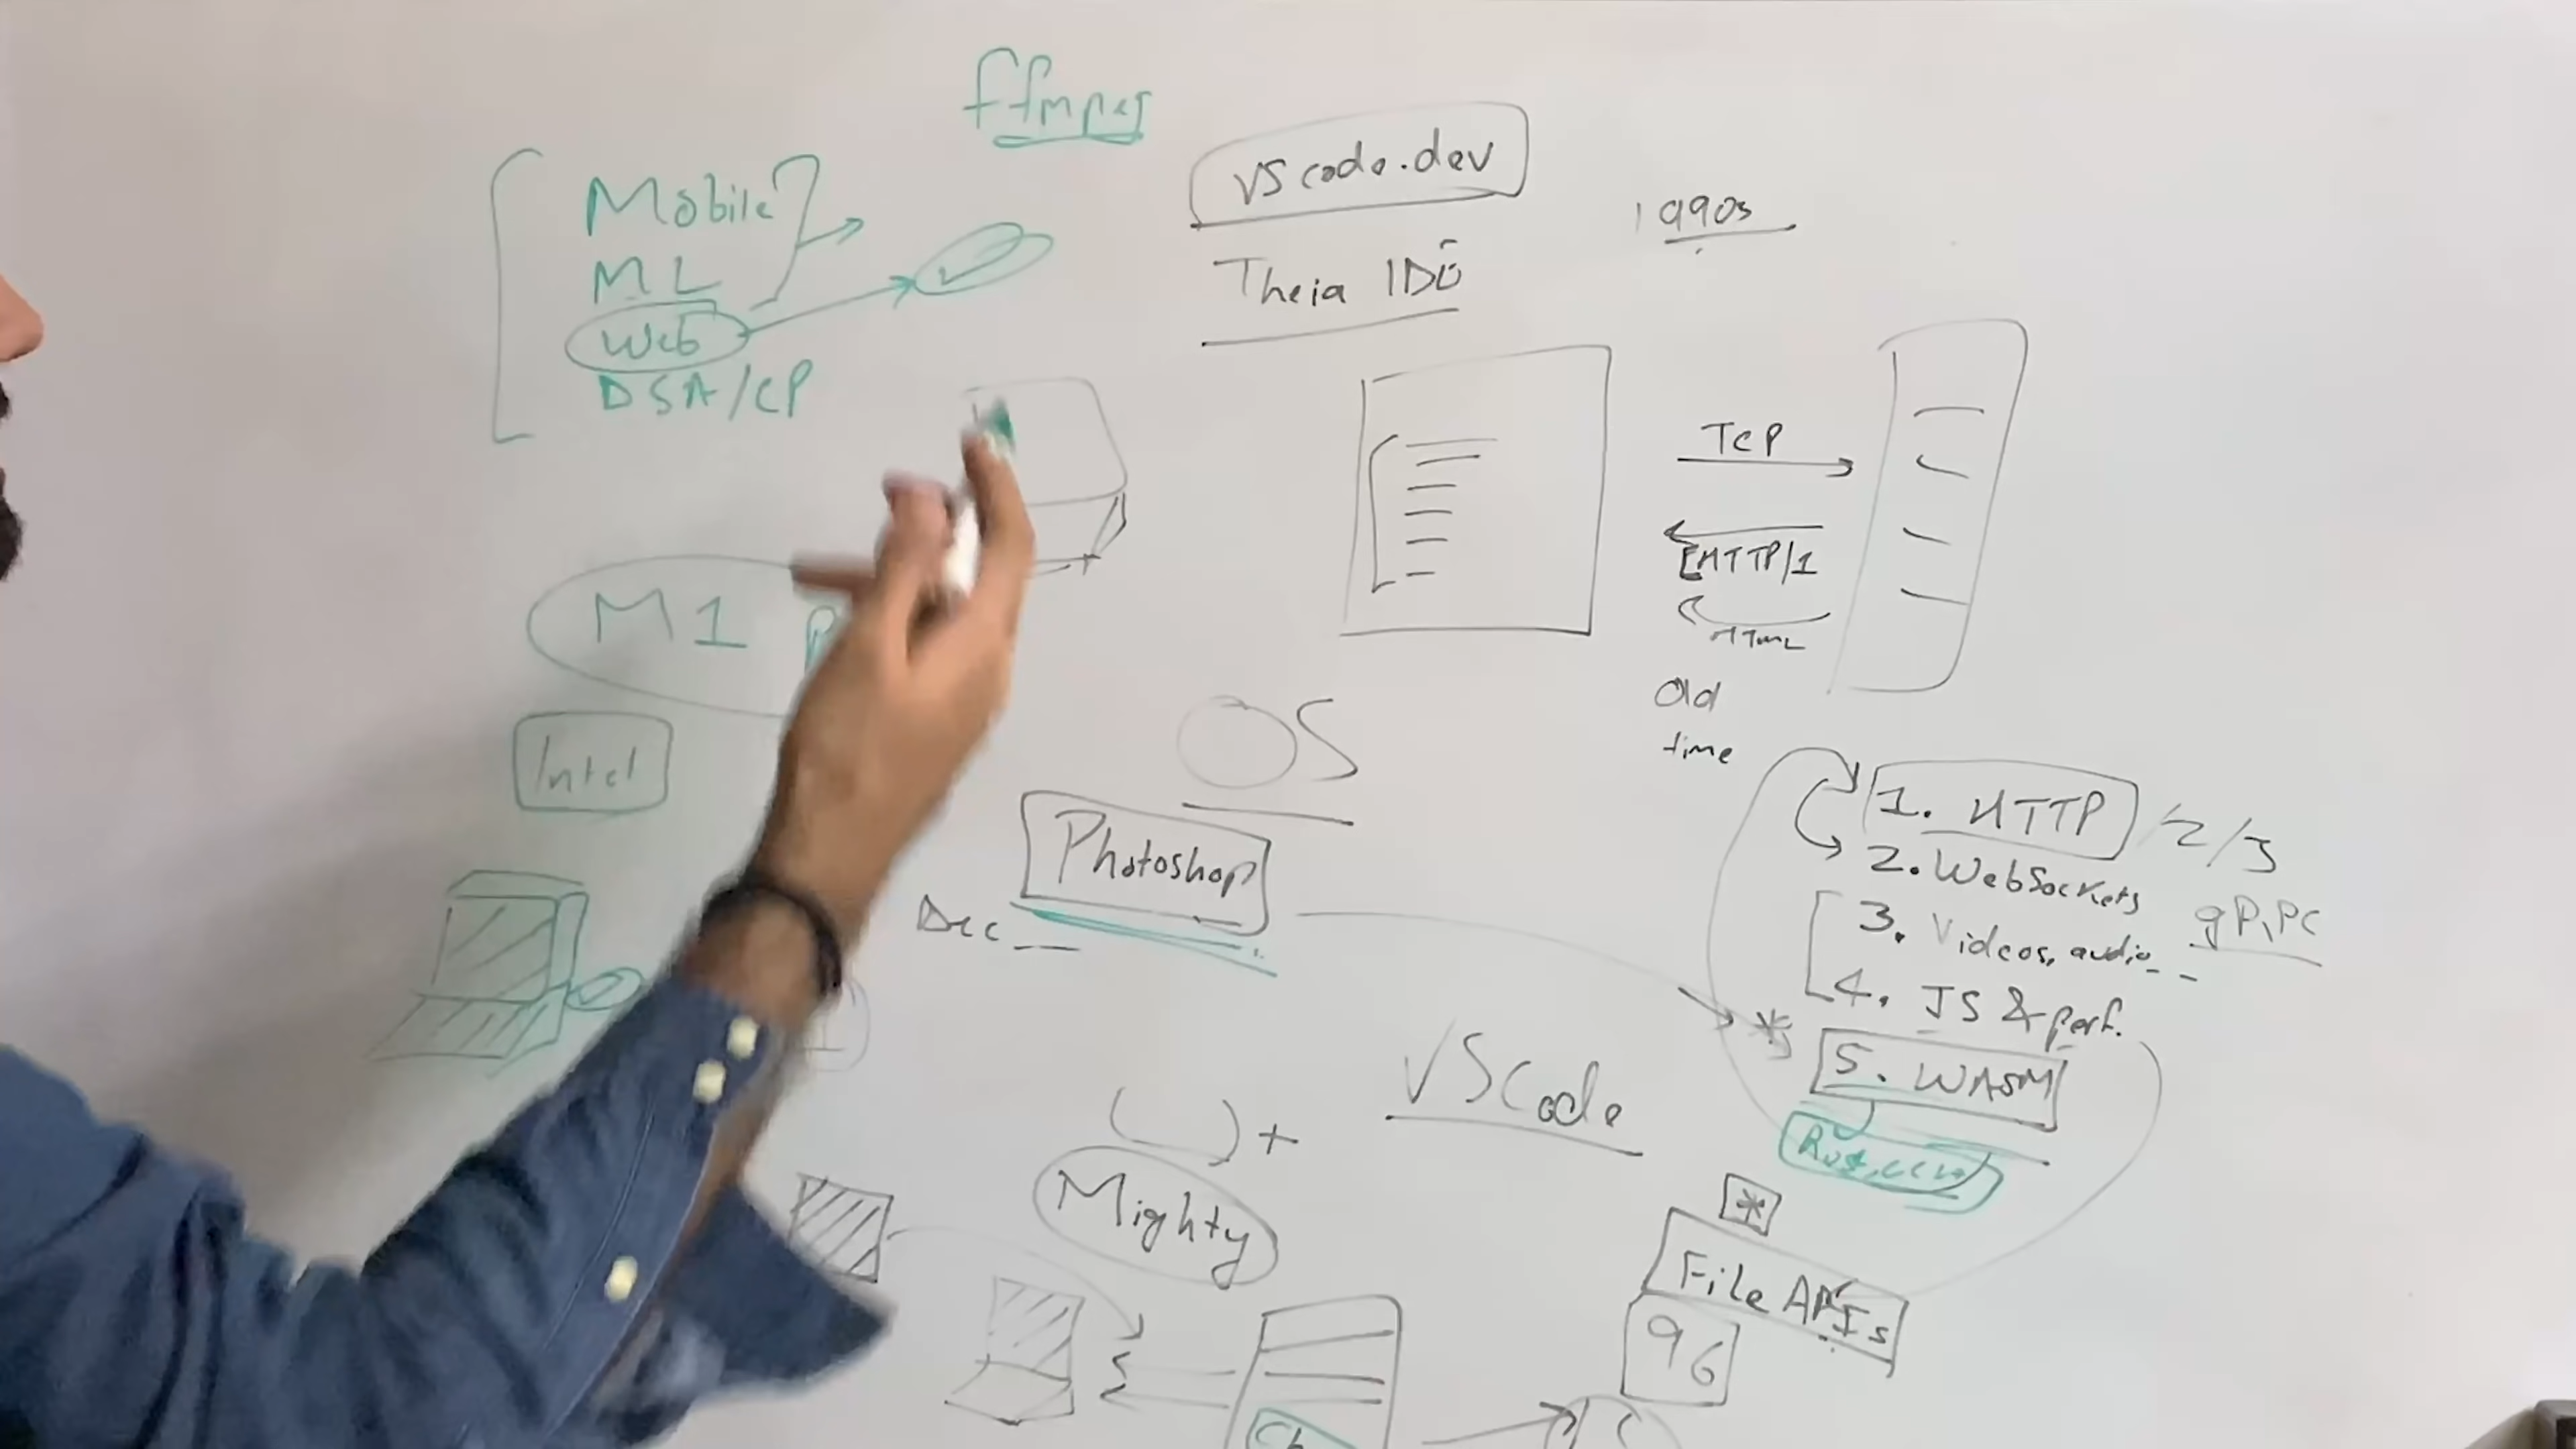 ffmpeg
Mobile
ML
Web
DSA/CP
VScode.dev
Theia IDE
1990s
TCP
HTTP/1
HTML
Old
time
M1
Intel
OS
Photoshop
Dec
1. HTTP /2/3
2. WebSockets
gRPC
3. Videos, audio
4. JS & perf.
* 5. WASM
VSCode
+
Mighty
*
File APIs
96